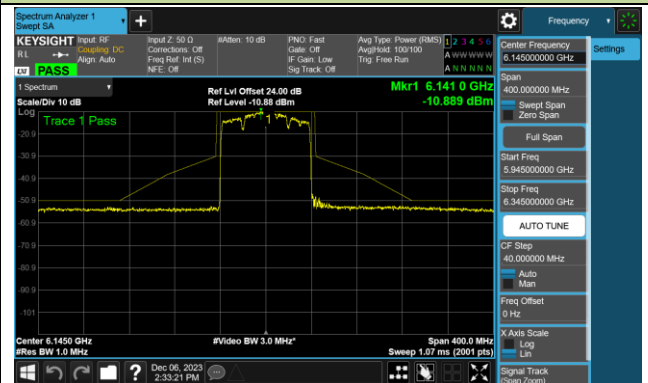 Spectrum Analyzer 1
Swept SA
Frequency
KEYSIGHT
RL
PASS
Input: RF
Coupling: DC
Align: Auto
Input Z: 50 Ω
Corrections: Off
Freq Ref: Int (S)
NFE: Off
#Atten: 10 dB
PNO: Fast
Gate: Off
IF Gain: Low
Sig Track: Off
Avg Type: Power (RMS)
Avg|Hold: 100/100
Trig: Free Run
1 2 3 4 5 6
A W W W W W
A N N N N N
1 Spectrum
Scale/Div 10 dB
Ref Lvl Offset 24.00 dB
Ref Level -10.88 dBm
Mkr1 6.141 0 GHz
-10.889 dBm
Log
Trace 1 Pass
1
-20.9
-30.9
-40.9
-50.9
-60.9
-70.9
-80.9
-90.9
-101
Center 6.1450 GHz
#Res BW 1.0 MHz
#Video BW 3.0 MHz*
Span 400.0 MHz
Sweep 1.07 ms (2001 pts)
Dec 06, 2023
2:33:21 PM
Center Frequency
6.145000000 GHz
Settings
Span
400.000000 MHz
Swept Span
Zero Span
Full Span
Start Freq
5.945000000 GHz
Stop Freq
6.345000000 GHz
AUTO TUNE
CF Step
40.000000 MHz
Auto
Man
Freq Offset
0 Hz
X Axis Scale
Log
Lin
Signal Track
(Span Zoom)